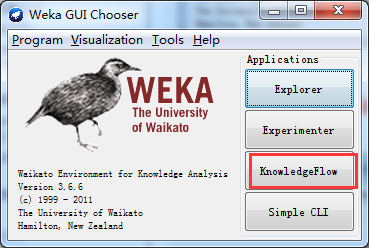 Weka GUI Chooser
Program Visualization Tools Help
WEKA
The University
of Waikato
Waikato Environment for Knowledge Analysis
Version 3.6.6
(c) 1999 - 2011
The University of Waikato
Hamilton, New Zealand
Applications
Explorer
Experimenter
KnowledgeFlow
Simple CLI